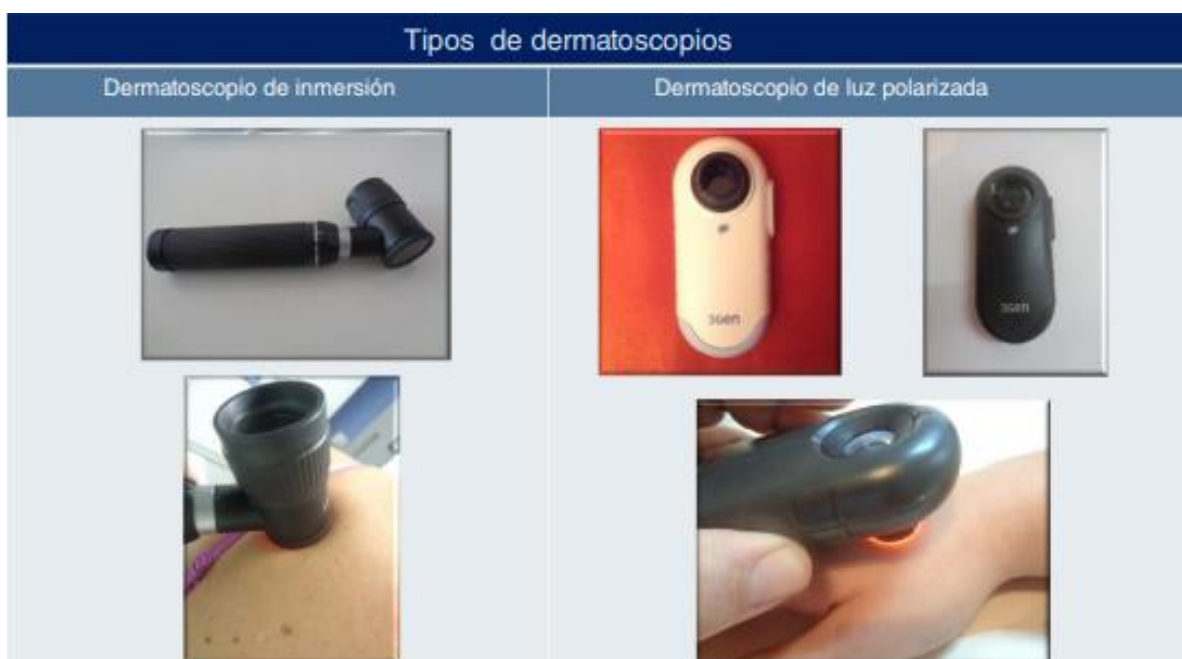 Tipos de dermatoscopios
Dermatoscopio de inmersión
Dermatoscopio de luz polarizada
3Gen
3Gen